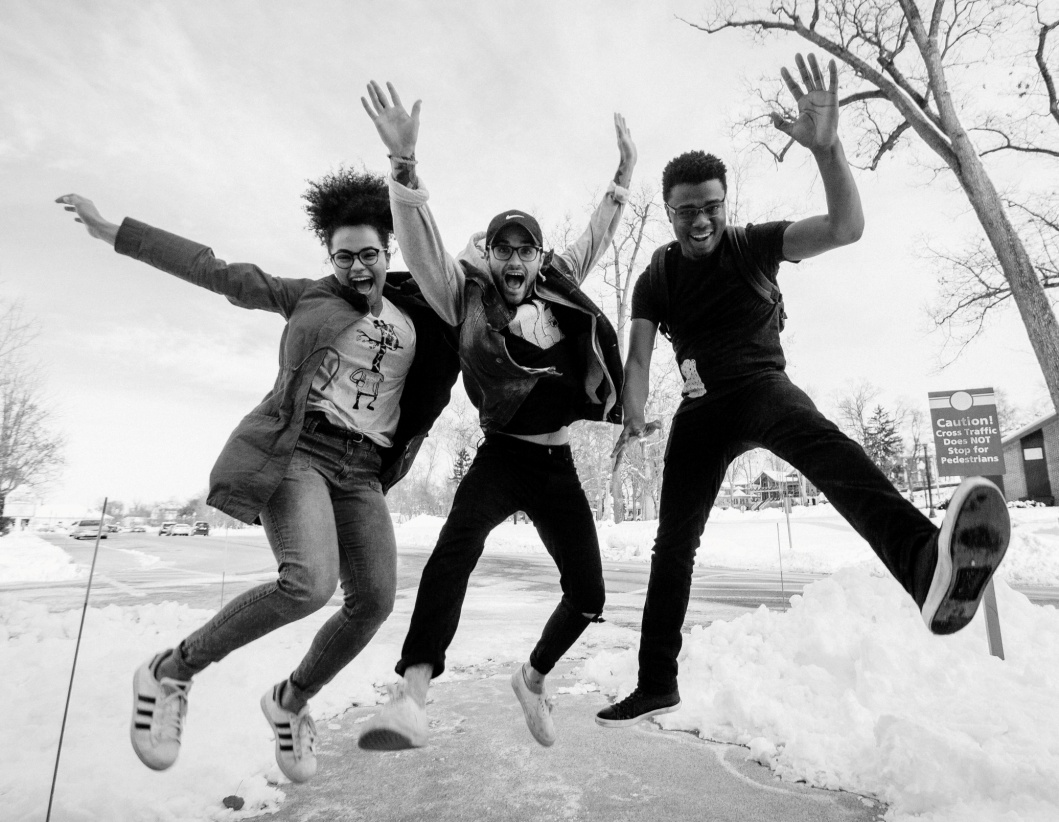 Caution!
Cross Traffic
Does NOT
Stop for
Pedestrians